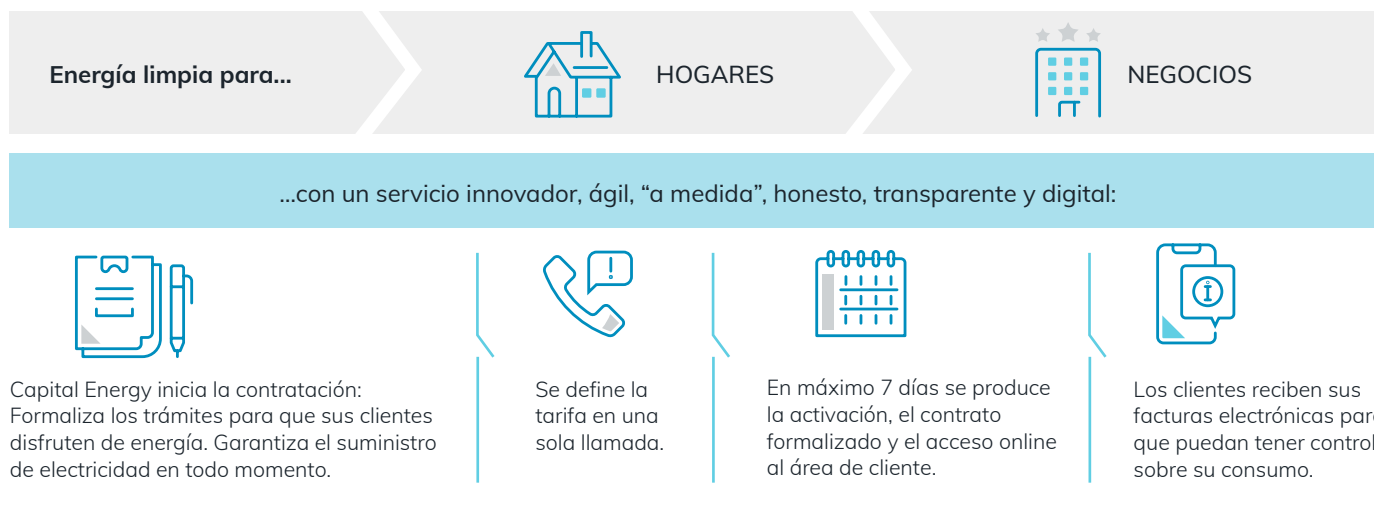 Energía limpia para...
HOGARES
NEGOCIOS
...con un servicio innovador, ágil, “a medida”, honesto, transparente y digital:
Capital Energy inicia la contratación:
Formaliza los trámites para que sus clientes
disfruten de energía. Garantiza el suministro
de electricidad en todo momento.
Se define la
tarifa en una
sola llamada.
En máximo 7 días se produce
la activación, el contrato
formalizado y el acceso online
al área de cliente.
Los clientes reciben sus
facturas electrónicas para
que puedan tener control
sobre su consumo.